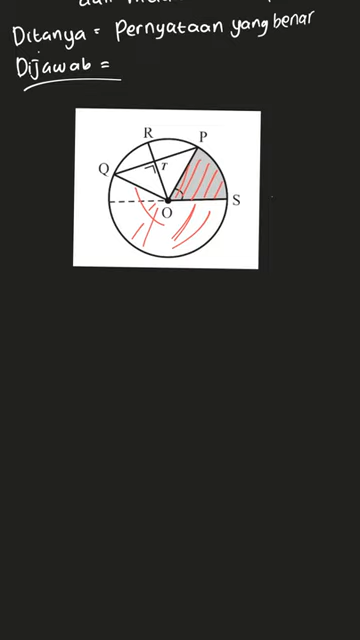 Ditanya = Pernyataan yang benar
Dijawab =
R
P
Q
T
S
O